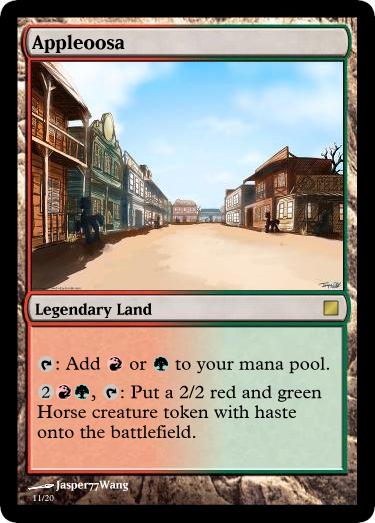 Appleoosa
Legendary Land
: Add or to your mana pool.
2 , : Put a 2/2 red and green
Horse creature token with haste
onto the battlefield.
Jasper77Wang
11/20